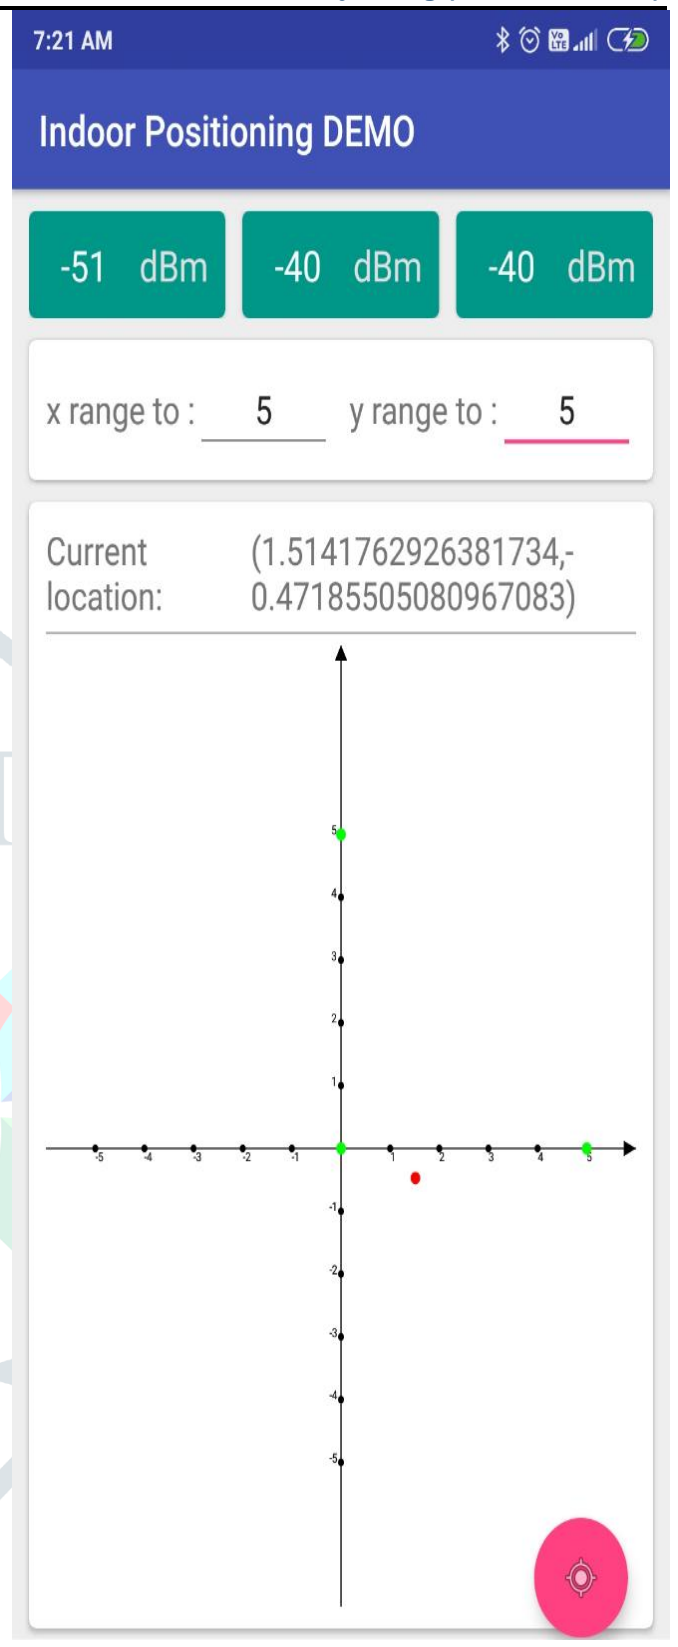 7:21 AM
Vo LTE
Indoor Positioning DEMO
-51 dBm -40 dBm -40 dBm
x range to : 5 y range to : 5
Current (1.5141762926381734,-
location: 0.47185505080967083)
5
4
3
2
1
-5 -4 -3 -2 -1 1 2 3 4 5
-1
-2
-3
-4
-5